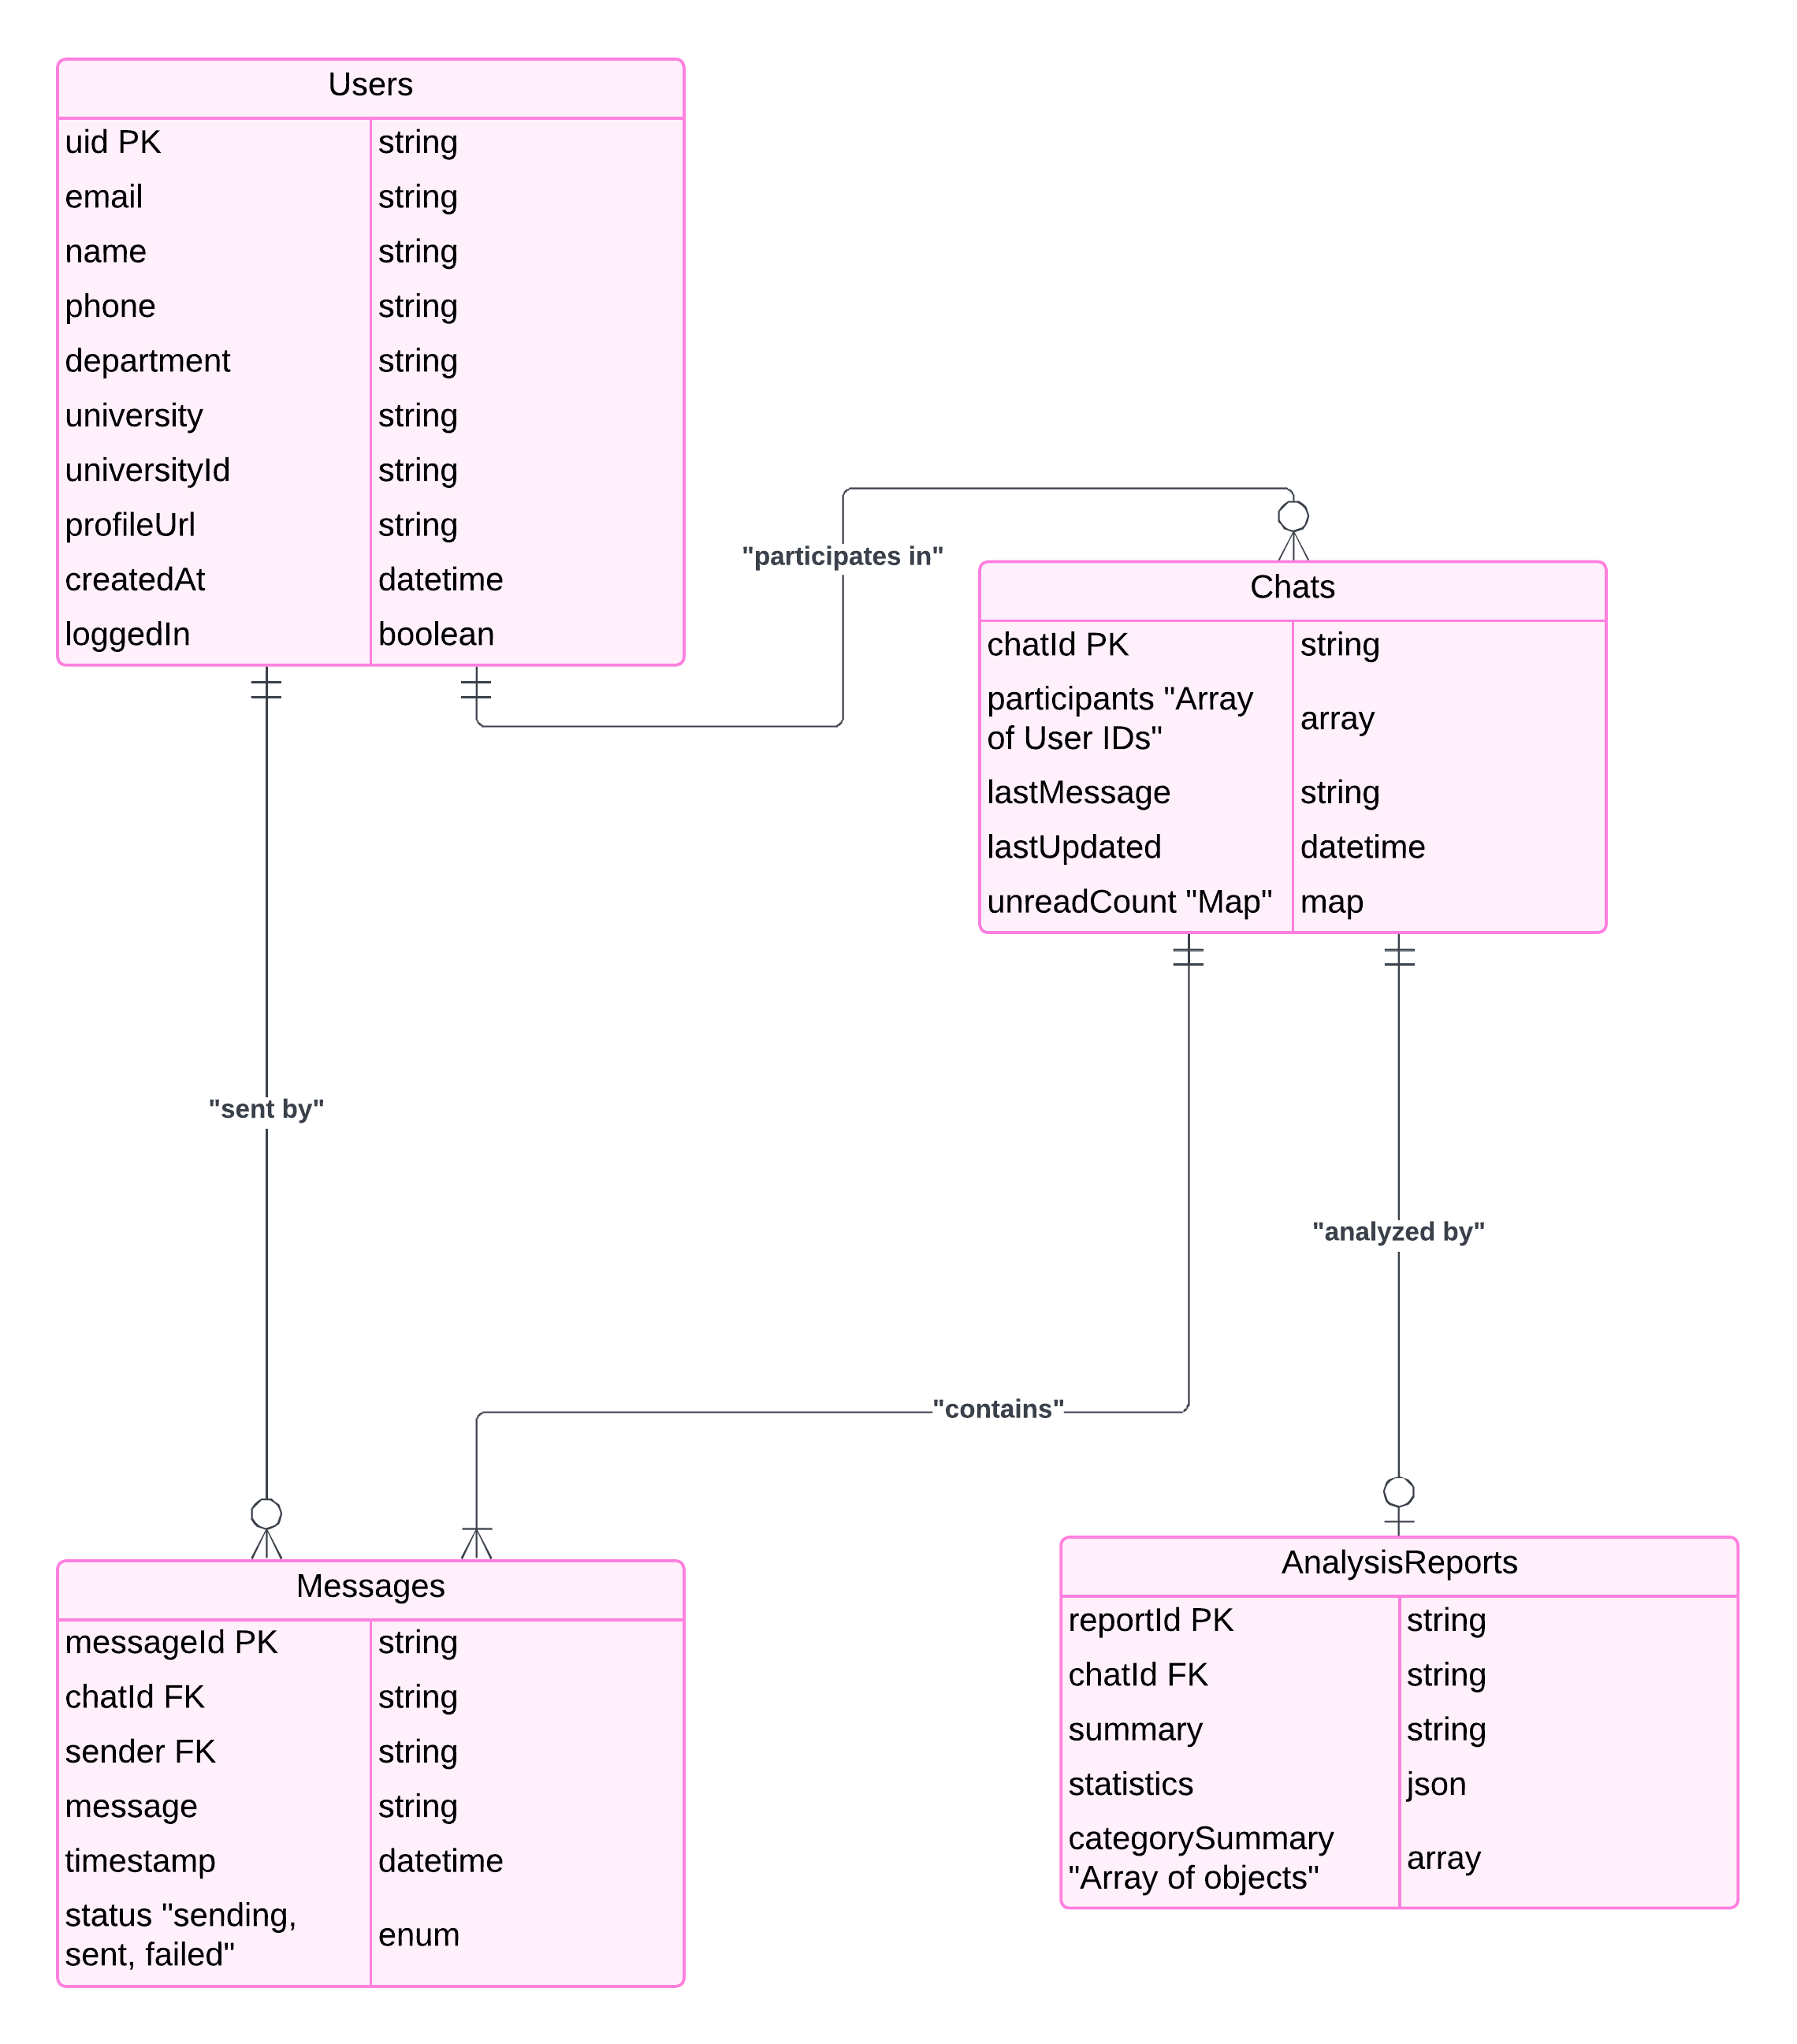 Users
uid PK string
email string
name string
phone string
department string
university string
universityId string
profileUrl string
createdAt datetime
loggedIn boolean
"participates in"
Chats
chatId PK string
participants "Array
of User IDs" array
lastMessage string
lastUpdated datetime
unreadCount "Map" map
"sent by"
"analyzed by"
"contains"
Messages
messageId PK string
chatId FK string
sender FK string
message string
timestamp datetime
status "sending,
sent, failed" enum
AnalysisReports
reportId PK string
chatId FK string
summary string
statistics json
categorySummary
"Array of objects" array